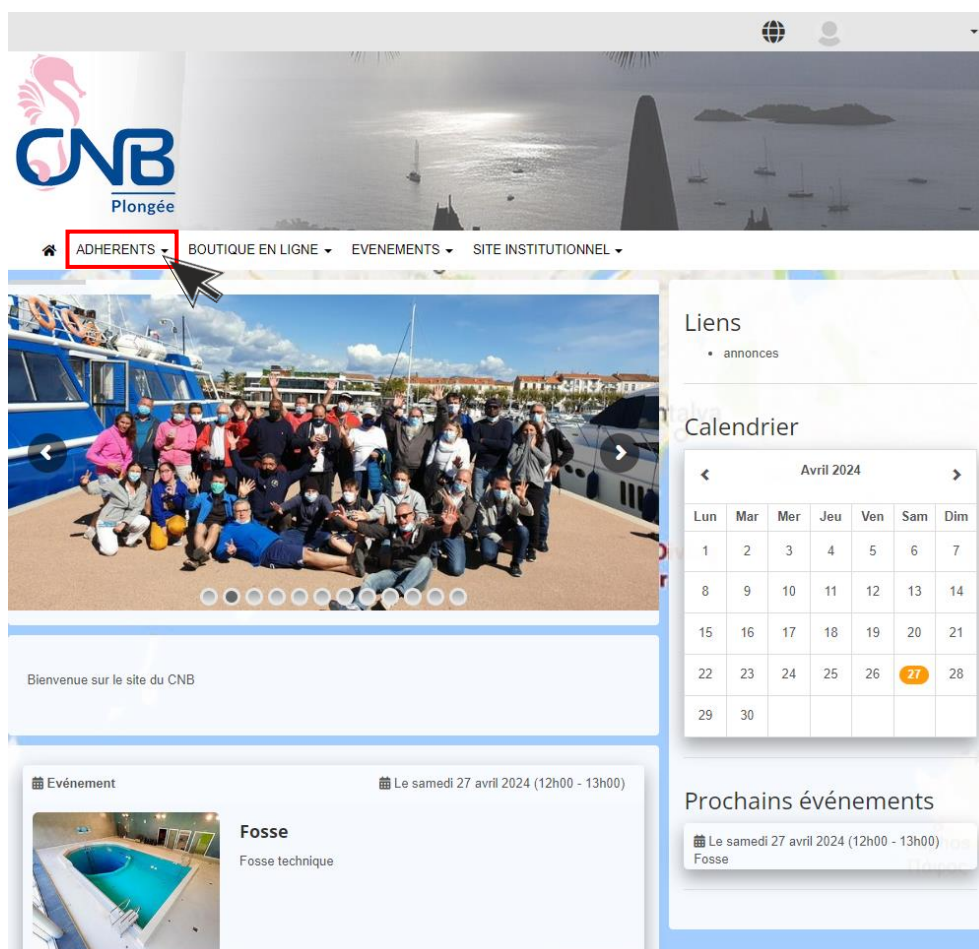 CNB
Plongée
ADHERENTS
BOUTIQUE EN LIGNE
EVENEMENTS
SITE INSTITUTIONNEL
Liens
annonces
Calendrier
Avril 2024
Lun Mar Mer Jeu Ven Sam Dim
1 2 3 4 5 6 7
8 9 10 11 12 13 14
15 16 17 18 19 20 21
22 23 24 25 26 27 28
29 30
Bienvenue sur le site du CNB
Evénement
Le samedi 27 avril 2024 (12h00 - 13h00)
Fosse
Fosse technique
Prochains événements
Le samedi 27 avril 2024 (12h00 - 13h00)
Fosse